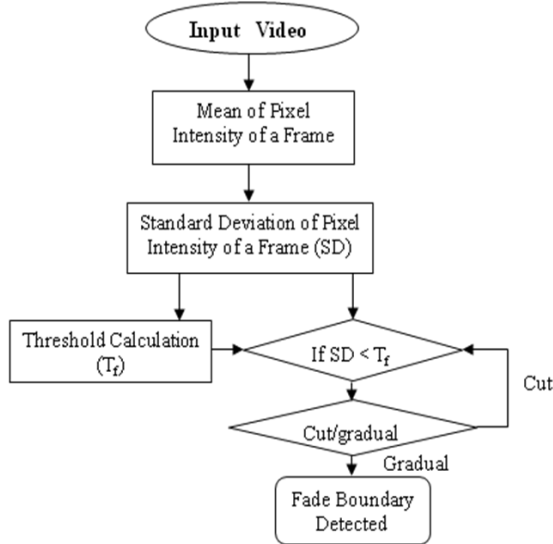 Input Video
Mean of Pixel
Intensity of a Frame
Standard Deviation of Pixel
Intensity of a Frame (SD)
Threshold Calculation
(Tf)
If SD < Tf
Cut
Cut/gradual
Gradual
Fade Boundary
Detected